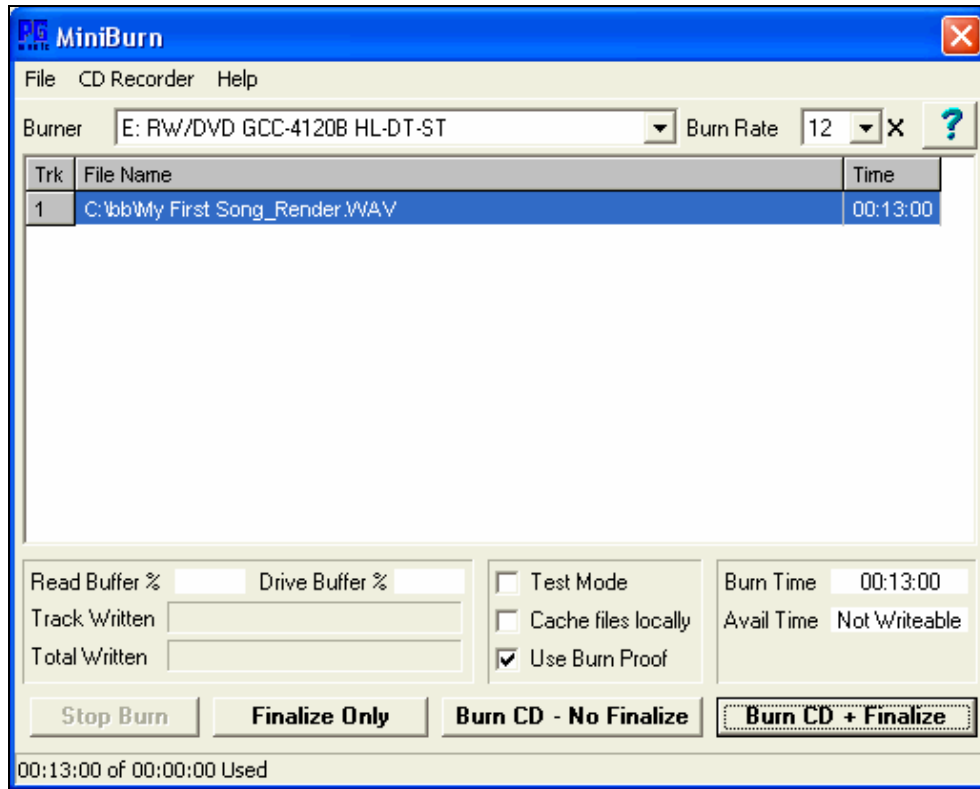 PG MiniBurn
File CD Recorder Help
Burner E: RW/DVD GCC-4120B HL-DT-ST Burn Rate 12 X ?
Trk File Name Time
1 C:\bb\My First Song_Render.WAV 00:13:00
Read Buffer % Drive Buffer % Test Mode Burn Time 00:13:00
Track Written Cache files locally Avail Time Not Writeable
Total Written Use Burn Proof
Stop Burn Finalize Only Burn CD - No Finalize Burn CD + Finalize
00:13:00 of 00:00:00 Used